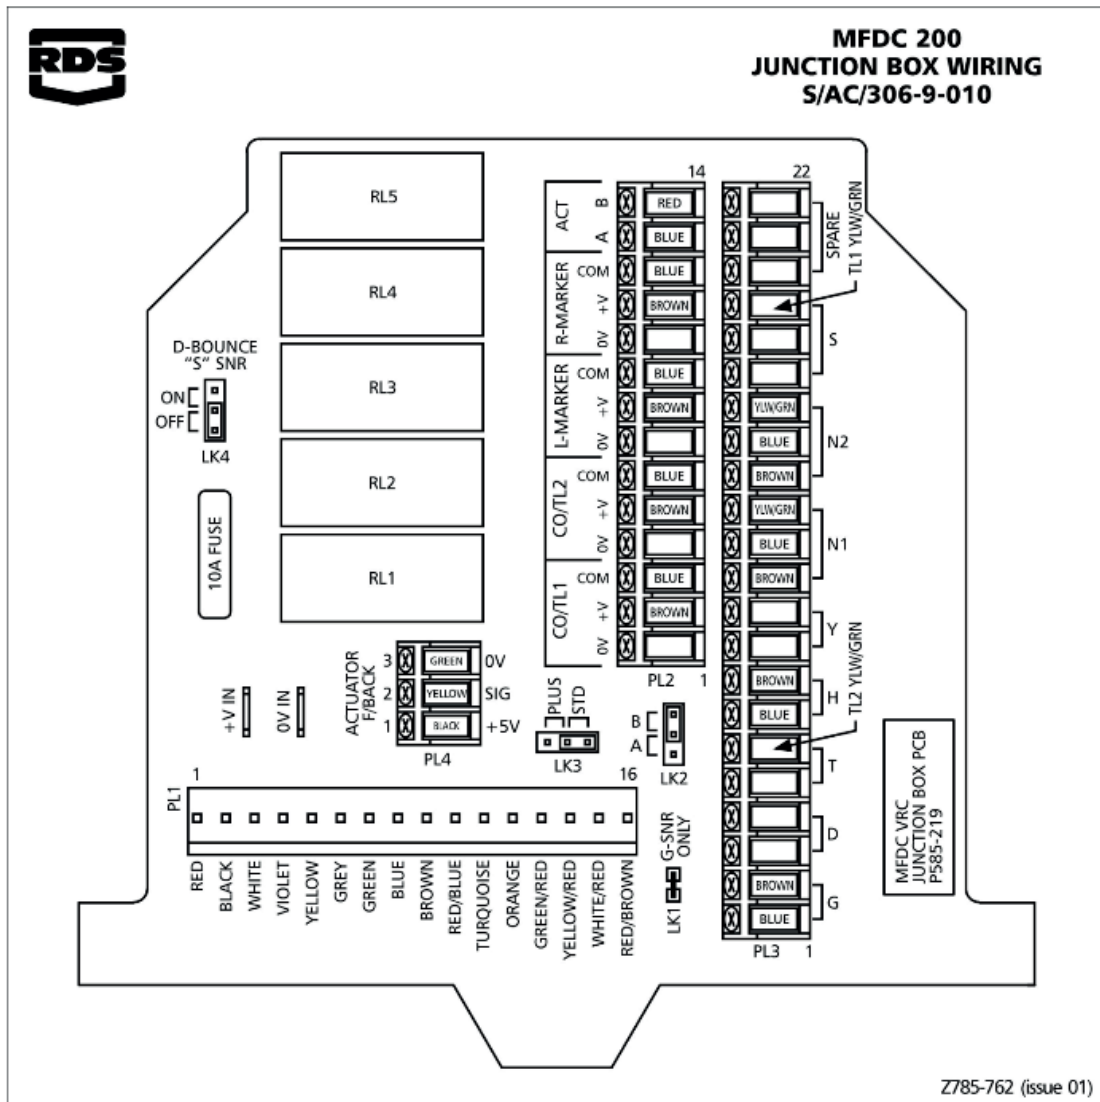 RDS
MFDC 200
JUNCTION BOX WIRING
S/AC/306-9-010
RL5
RL4
RL3
RL2
RL1
D-BOUNCE
"S" SNR
ON
OFF
LK4
10A FUSE
+V IN
0V IN
ACTUATOR
F/BACK
3 GREEN 0V
2 YELLOW SIG
1 BLACK +5V
PL4
14
ACT
B RED
A BLUE
R-MARKER
COM BLUE
+V BROWN
0V
L-MARKER
COM BLUE
+V BROWN
0V
CO/TL2
COM BLUE
+V BROWN
0V
CO/TL1
COM BLUE
+V BROWN
0V
PL2 1
22
SPARE
TL1 YLW/GRN
S
YLW/GRN
BLUE
BROWN
N2
YLW/GRN
BLUE
BROWN
N1
Y
BROWN
BLUE
H
TL2 YLW/GRN
T
D
BROWN
BLUE
G
PL3 1
PLUS
STD
LK3
B
A
LK2
G-SNR
ONLY
LK1
PL1
1 16
RED
BLACK
WHITE
VIOLET
YELLOW
GREY
GREEN
BLUE
BROWN
RED/BLUE
TURQUOISE
ORANGE
GREEN/RED
YELLOW/RED
WHITE/RED
RED/BROWN
MFDC VRC
JUNCTION BOX PCB
P585-219
Z785-762 (issue 01)